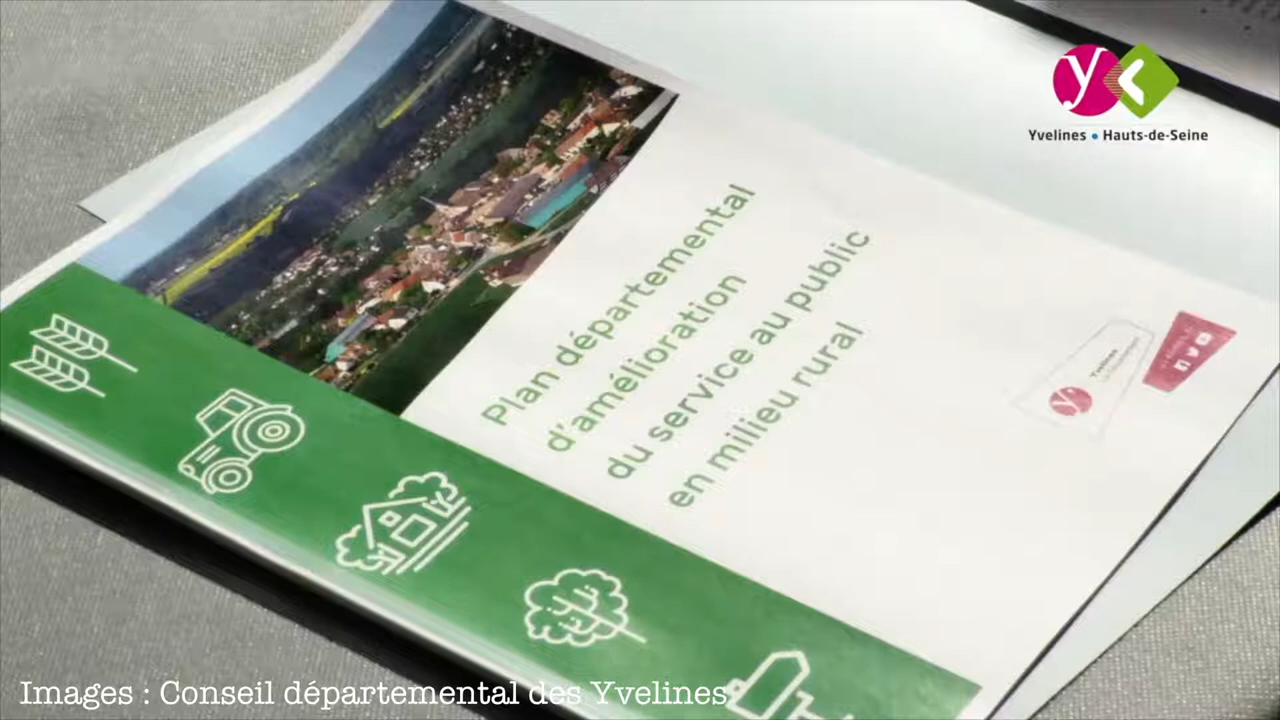 Yvelines • Hauts-de-Seine
Plan départemental
d'amélioration
du service au public
en milieu rural
Yvelines
Images : Conseil départemental des Yvelines